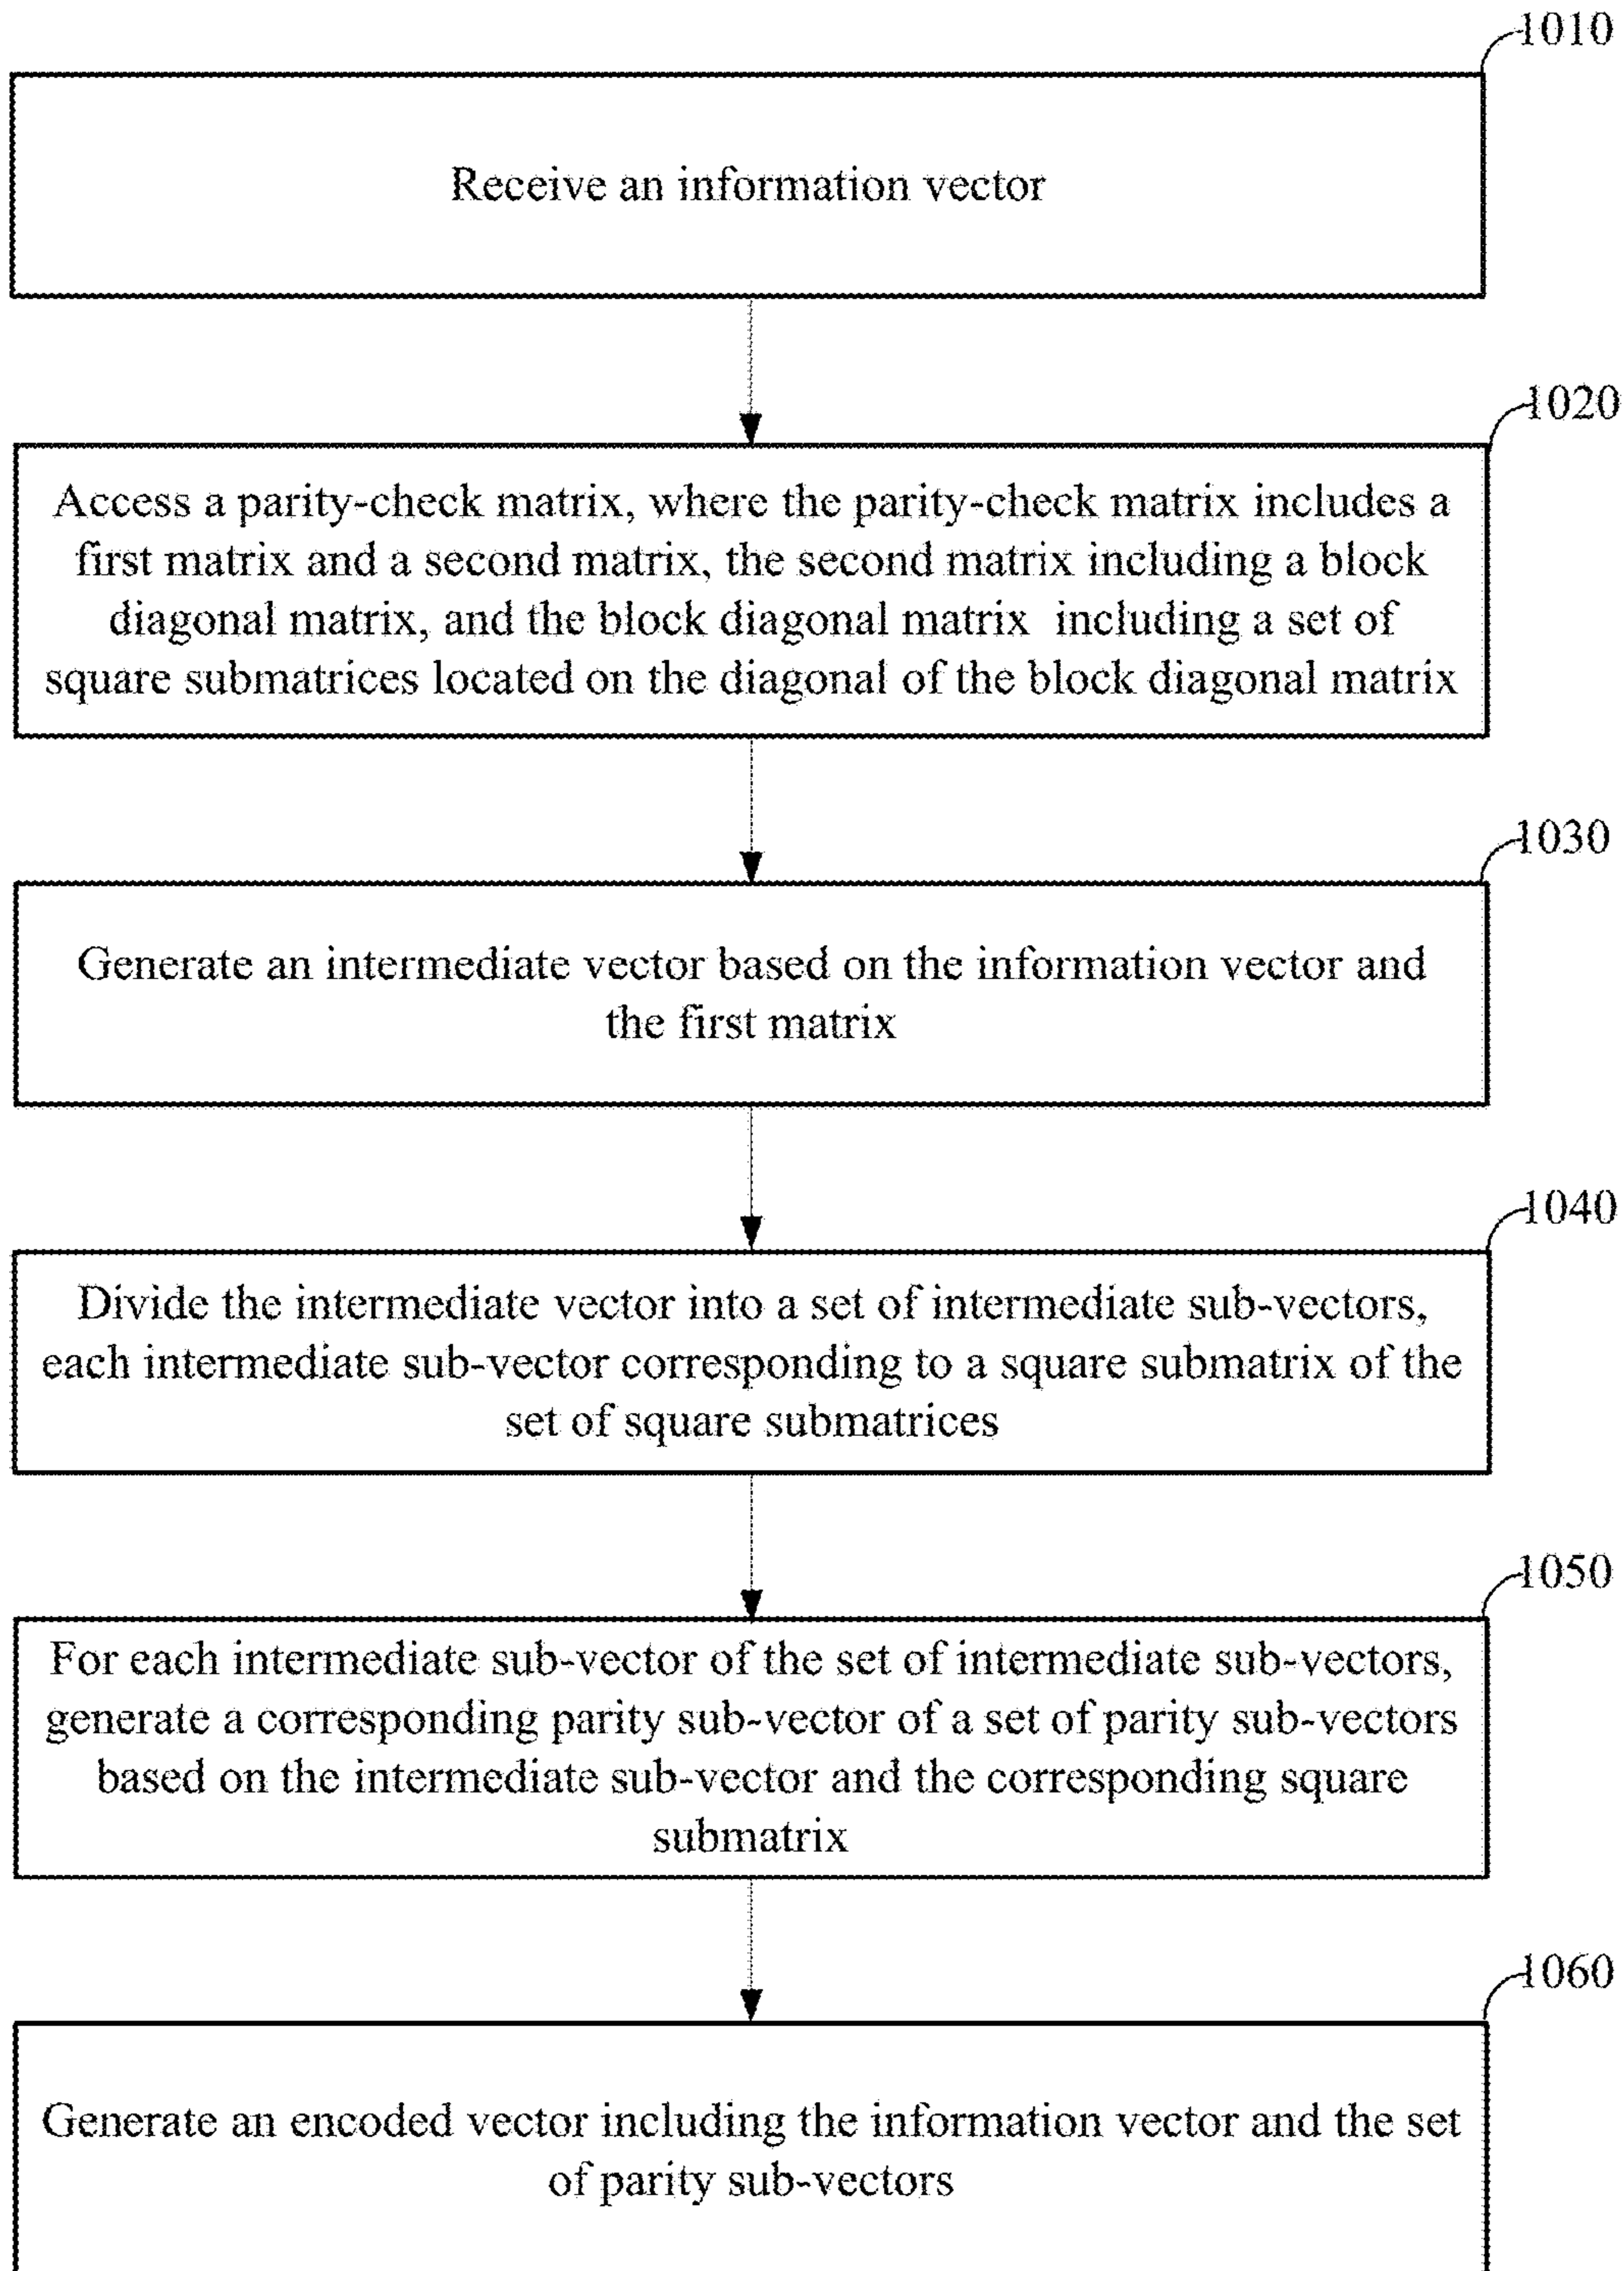 1010
Receive an information vector
1020
Access a parity-check matrix, where the parity-check matrix includes a
first matrix and a second matrix, the second matrix including a block
diagonal matrix, and the block diagonal matrix including a set of
square submatrices located on the diagonal of the block diagonal matrix
1030
Generate an intermediate vector based on the information vector and
the first matrix
1040
Divide the intermediate vector into a set of intermediate sub-vectors,
each intermediate sub-vector corresponding to a square submatrix of the
set of square submatrices
1050
For each intermediate sub-vector of the set of intermediate sub-vectors,
generate a corresponding parity sub-vector of a set of parity sub-vectors
based on the intermediate sub-vector and the corresponding square
submatrix
1060
Generate an encoded vector including the information vector and the set
of parity sub-vectors